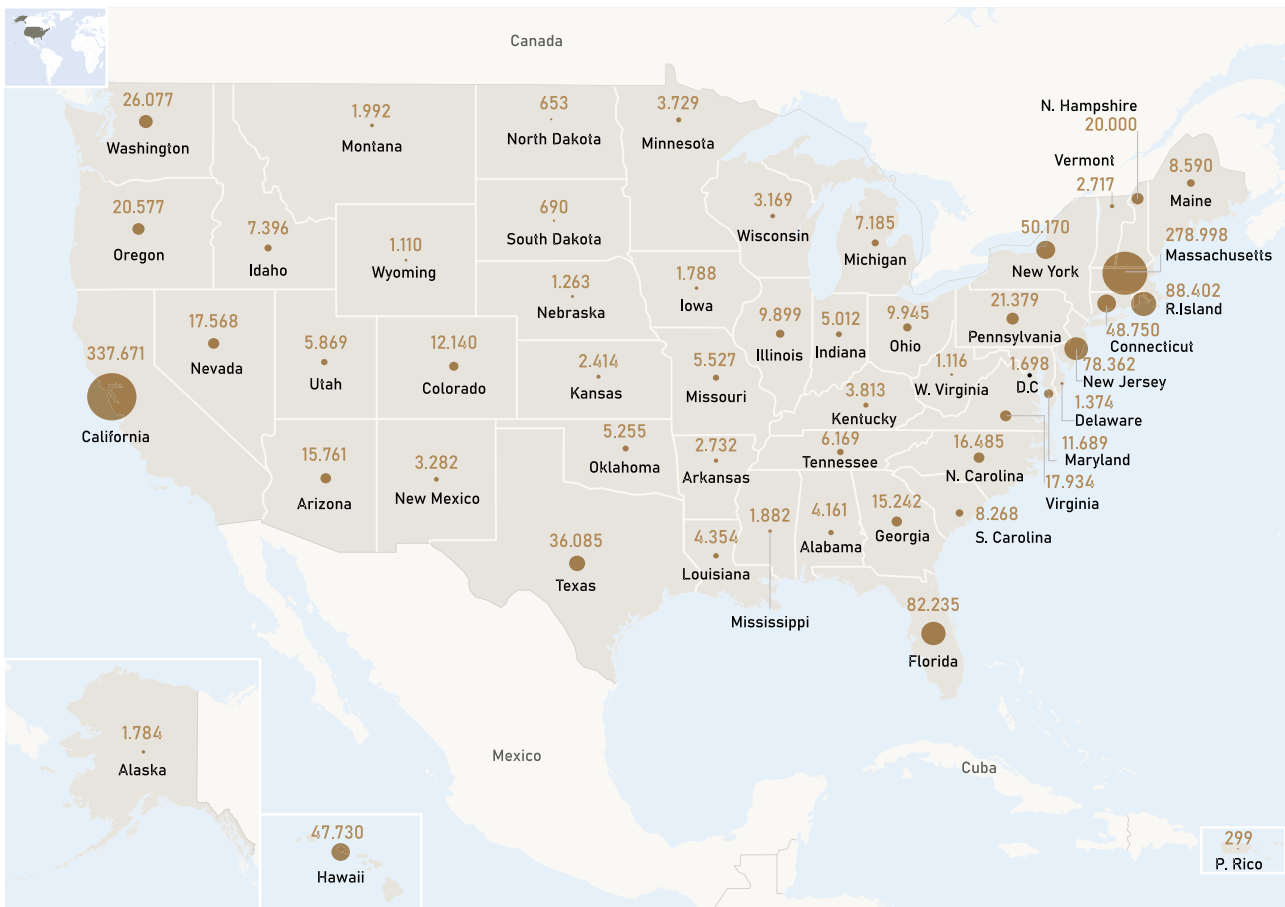 Canada
26.077
Washington
1.992
Montana
653
North Dakota
3.729
Minnesota
N. Hampshire
20.000
Vermont
2.717
8.590
Maine
20.577
Oregon
7.396
Idaho
1.110
Wyoming
690
South Dakota
3.169
Wisconsin
7.185
Michigan
50.170
New York
278.998
Massachusetts
88.402
R.Island
48.750
Connecticut
1.263
Nebraska
1.788
Iowa
9.899
Illinois
5.012
Indiana
9.945
Ohio
21.379
Pennsylvania
78.362
New Jersey
337.671
California
17.568
Nevada
5.869
Utah
12.140
Colorado
2.414
Kansas
5.527
Missouri
3.813
Kentucky
1.116
W. Virginia
1.698
D.C
1.374
Delaware
11.689
Maryland
17.934
Virginia
15.761
Arizona
3.282
New Mexico
5.255
Oklahoma
2.732
Arkansas
6.169
Tennessee
16.485
N. Carolina
8.268
S. Carolina
36.085
Texas
4.354
Louisiana
1.882
Mississippi
4.161
Alabama
15.242
Georgia
82.235
Florida
1.784
Alaska
47.730
Hawaii
Mexico
Cuba
299
P. Rico